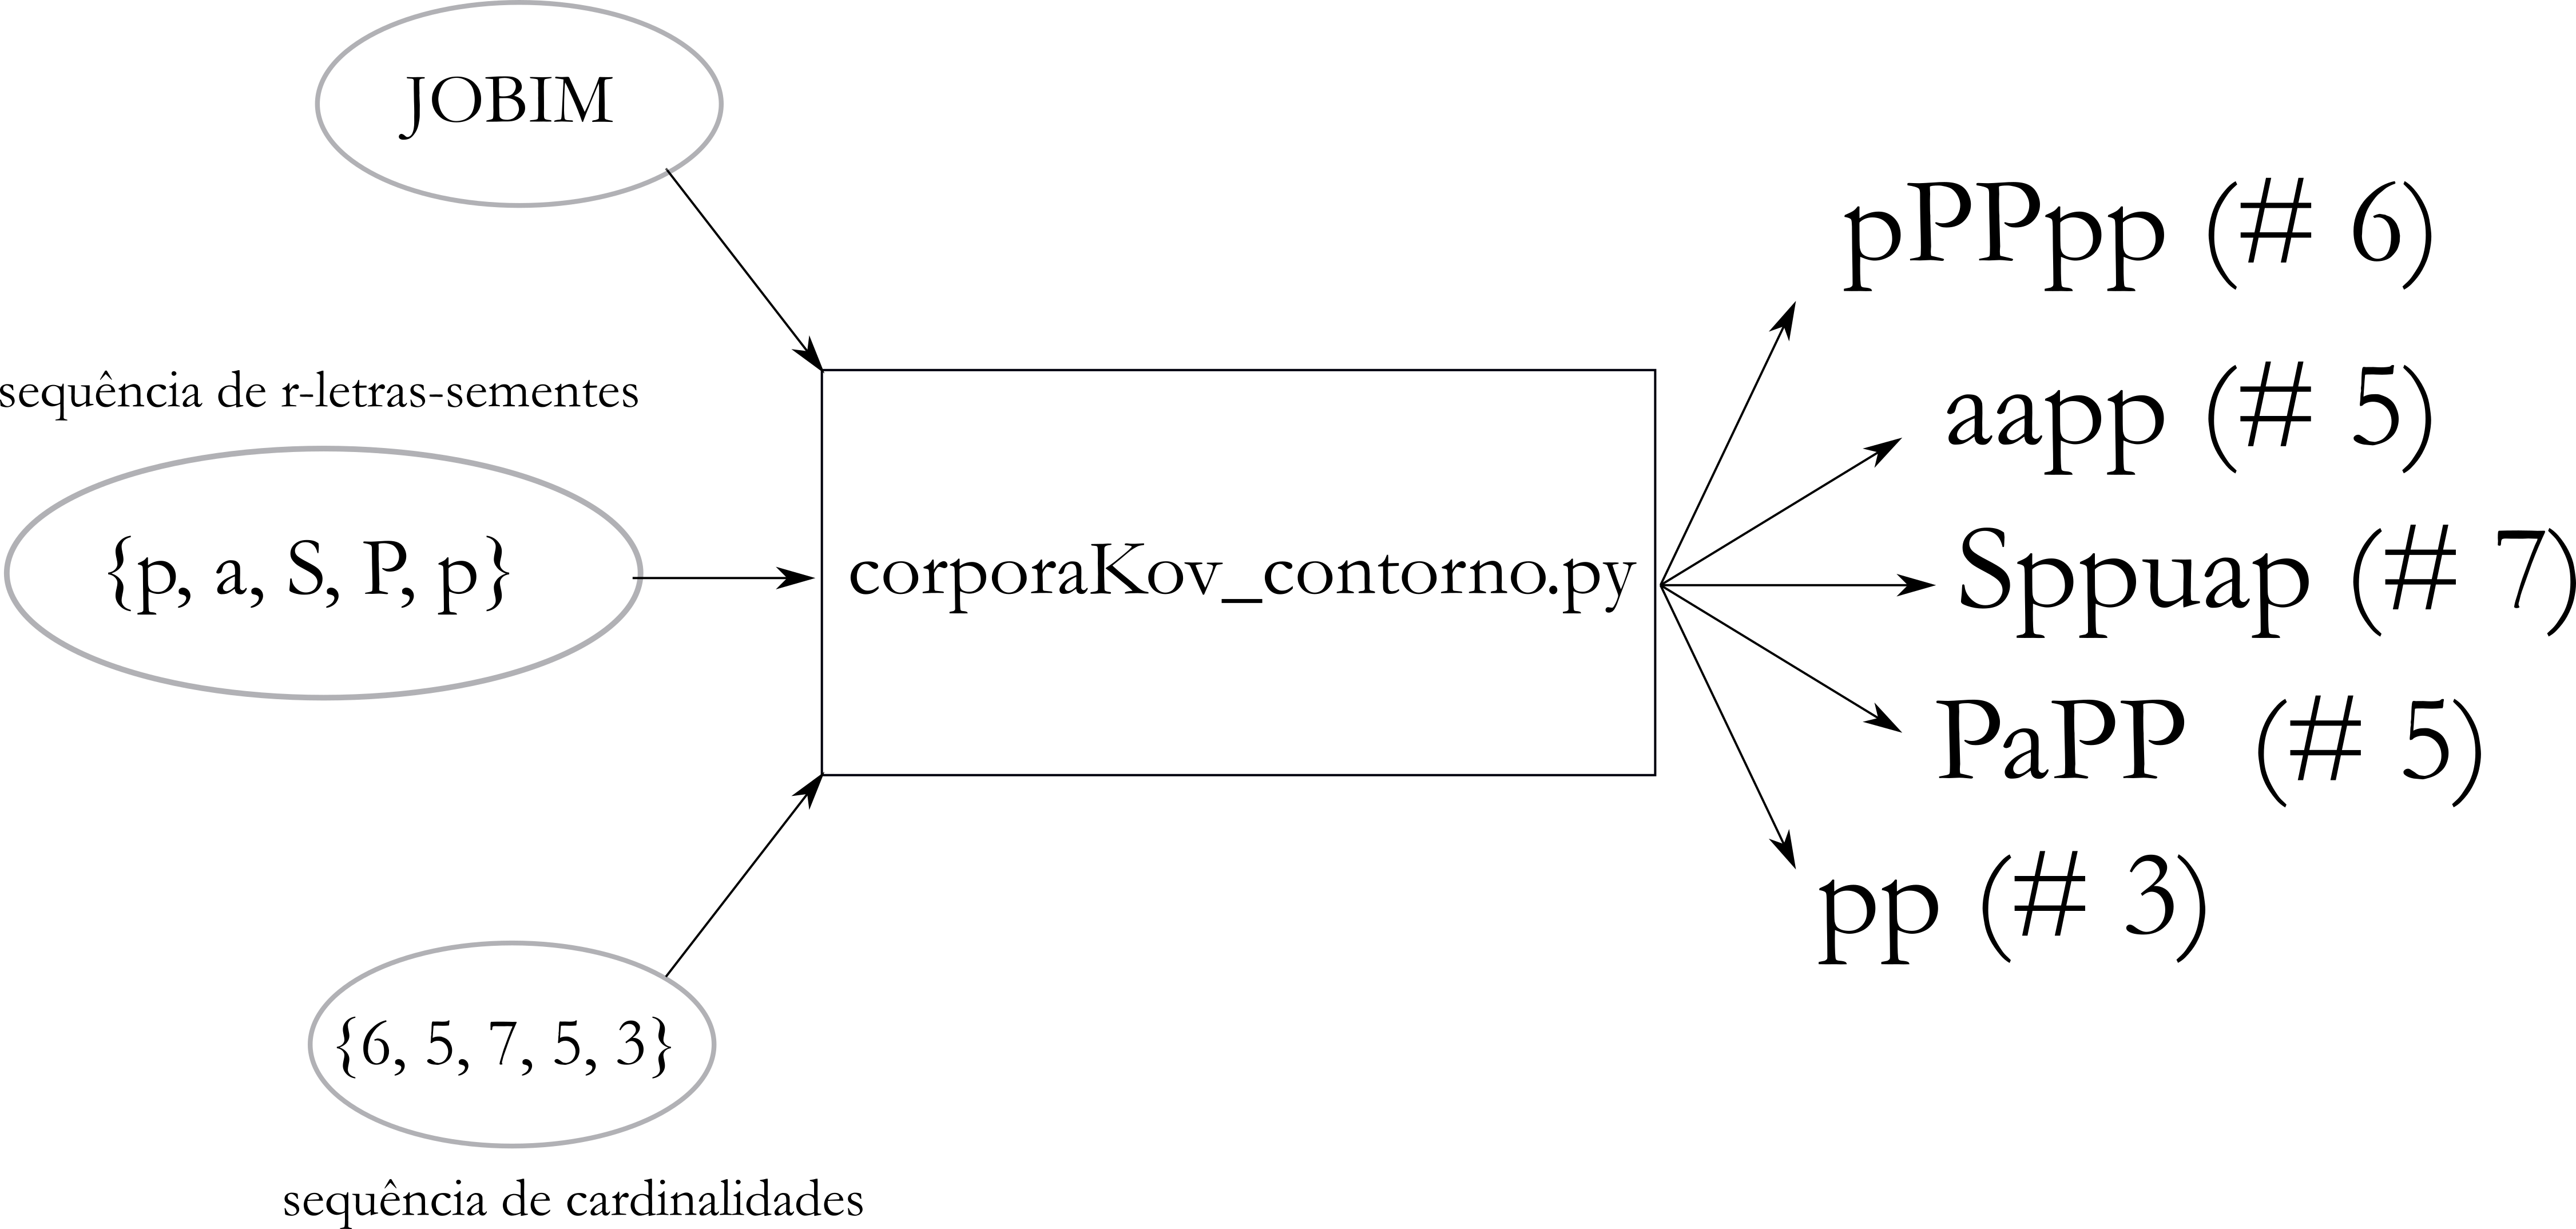 JOBIM
sequência de r-letras-sementes
{p, a, S, P, p}
{6, 5, 7, 5, 3}
sequência de cardinalidades
corporaKov_contorno.py
pPPpp (# 6)
aapp (# 5)
Sppuap (# 7)
PaPP (# 5)
pp (# 3)